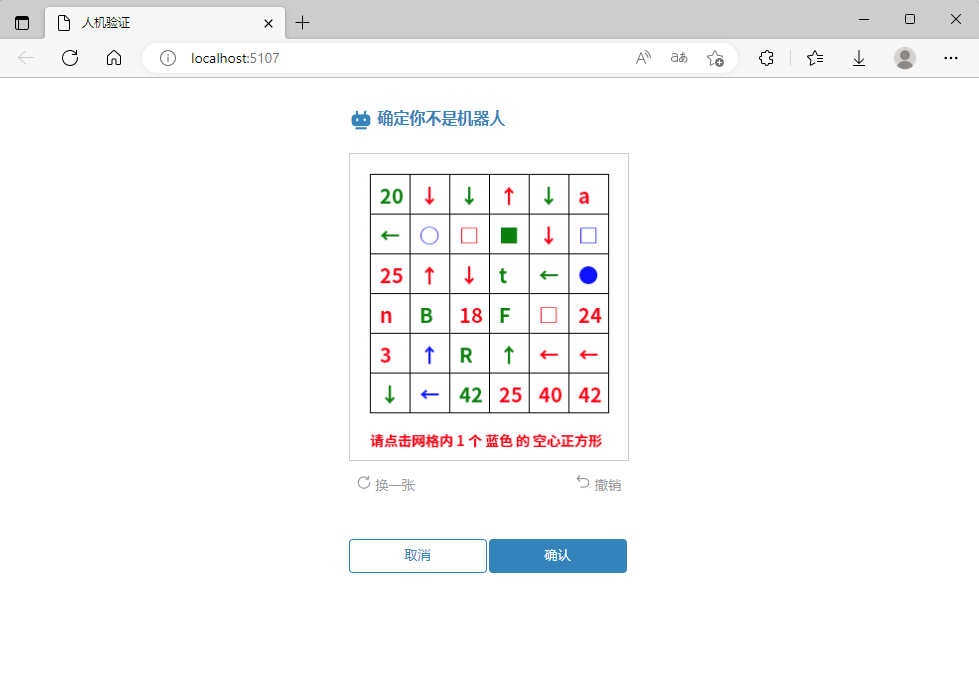 人机验证
localhost:5107
aあ
确定你不是机器人
20 ↓ ↓ ↑ ↓ a
← ○ □ ■ ↓ □
25 ↑ ↓ t ← ●
n B 18 F □ 24
3 ↑ R ↑ ← ←
↓ ← 42 25 40 42
请点击网格内 1 个 蓝色 的 空心正方形
换一张 撤销
取消 确认